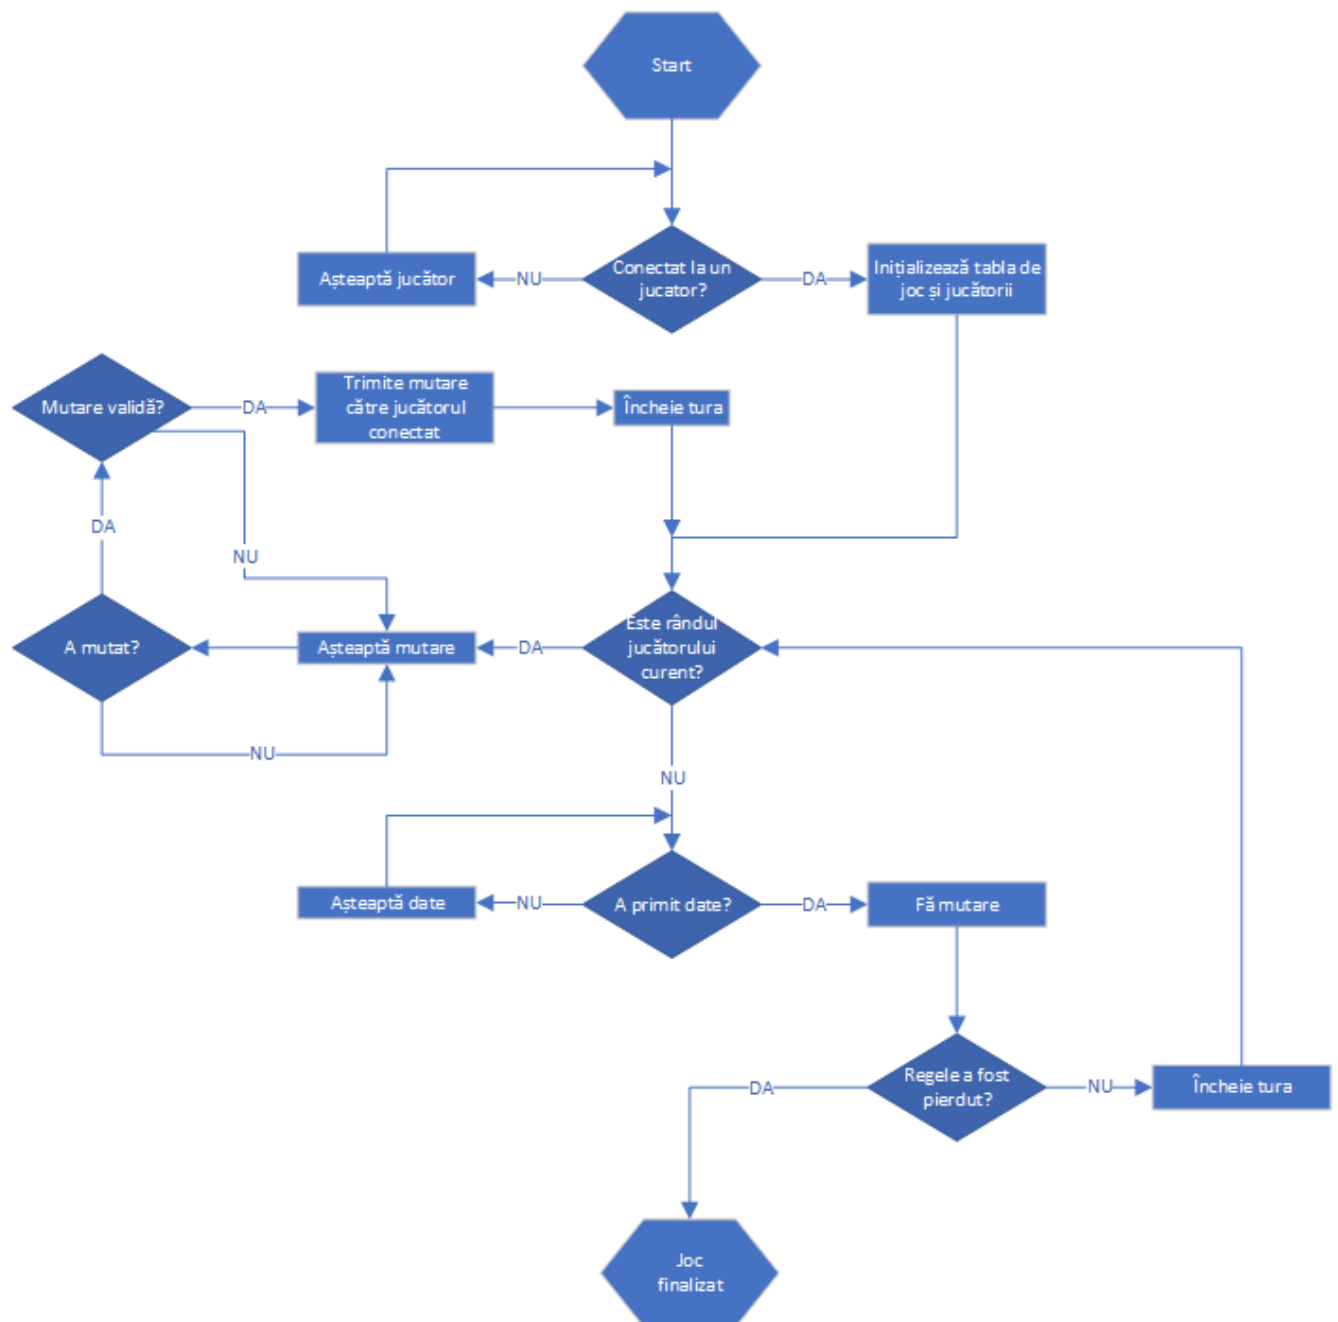 Start
Conectat la un
jucator?
NU
Așteaptă jucător
DA
Inițializează tabla de
joc și jucătorii
Mutare validă?
DA
Trimite mutare
către jucătorul
conectat
Încheie tura
DA
NU
A mutat?
Așteaptă mutare
DA
Este rândul
jucătorului
curent?
NU
NU
Așteaptă date
NU
A primit date?
DA
Fă mutare
DA
Regele a fost
pierdut?
NU
Încheie tura
Joc
finalizat